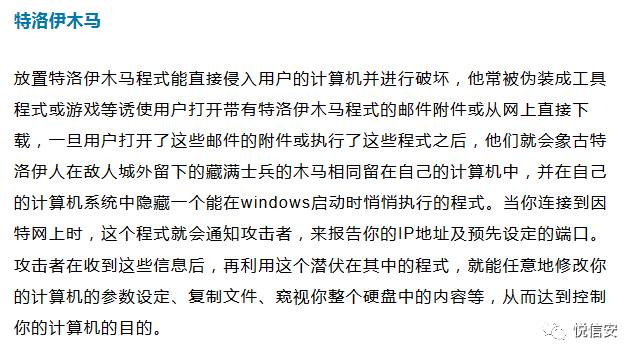 特洛伊木马
放置特洛伊木马程式能直接侵入用户的计算机并进行破坏，他常被伪装成工具
程式或游戏等诱使用户打开带有特洛伊木马程式的邮件附件或从网上直接下
载，一旦用户打开了这些邮件的附件或执行了这些程式之后，他们就会象古特
洛伊人在敌人城外留下的藏满士兵的木马相同留在自己的计算机中，并在自己
的计算机系统中隐藏一个能在windows启动时悄悄执行的程式。当你连接到因
特网上时，这个程式就会通知攻击者，来报告你的IP地址及预先设定的端口。
攻击者在收到这些信息后，再利用这个潜伏在其中的程式，就能任意地修改你
的计算机的参数设定、复制文件、窥视你整个硬盘中的内容等，从而达到控制
你的计算机的目的。
悦信安